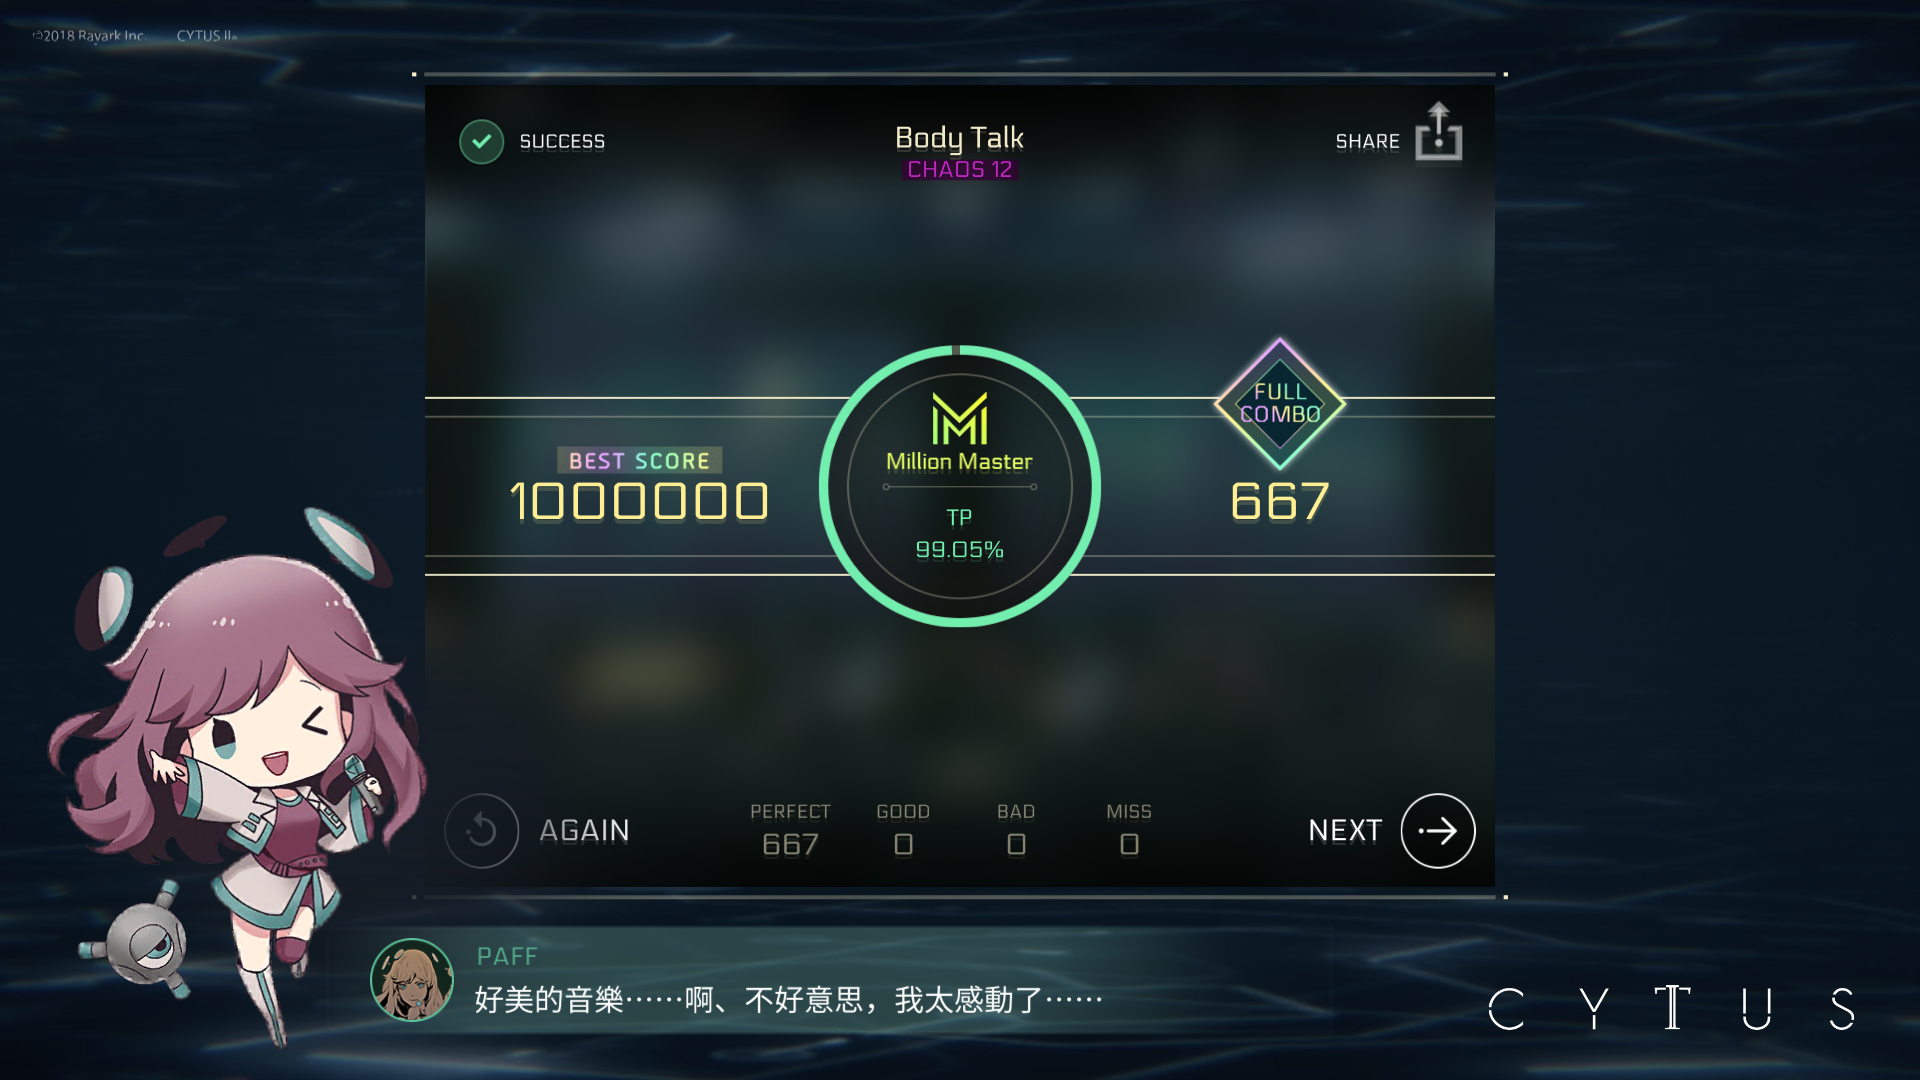 ©2018 Rayark Inc. CYTUS II
SUCCESS
Body Talk
CHAOS 12
SHARE
FULL
COMBO
Million Master
BEST SCORE
1000000
667
TP
99.05%
AGAIN
PERFECT GOOD BAD MISS
667 0 0 0
NEXT
PAFF
好美的音樂⋯⋯啊、不好意思，我太感動了⋯⋯
CYTUS